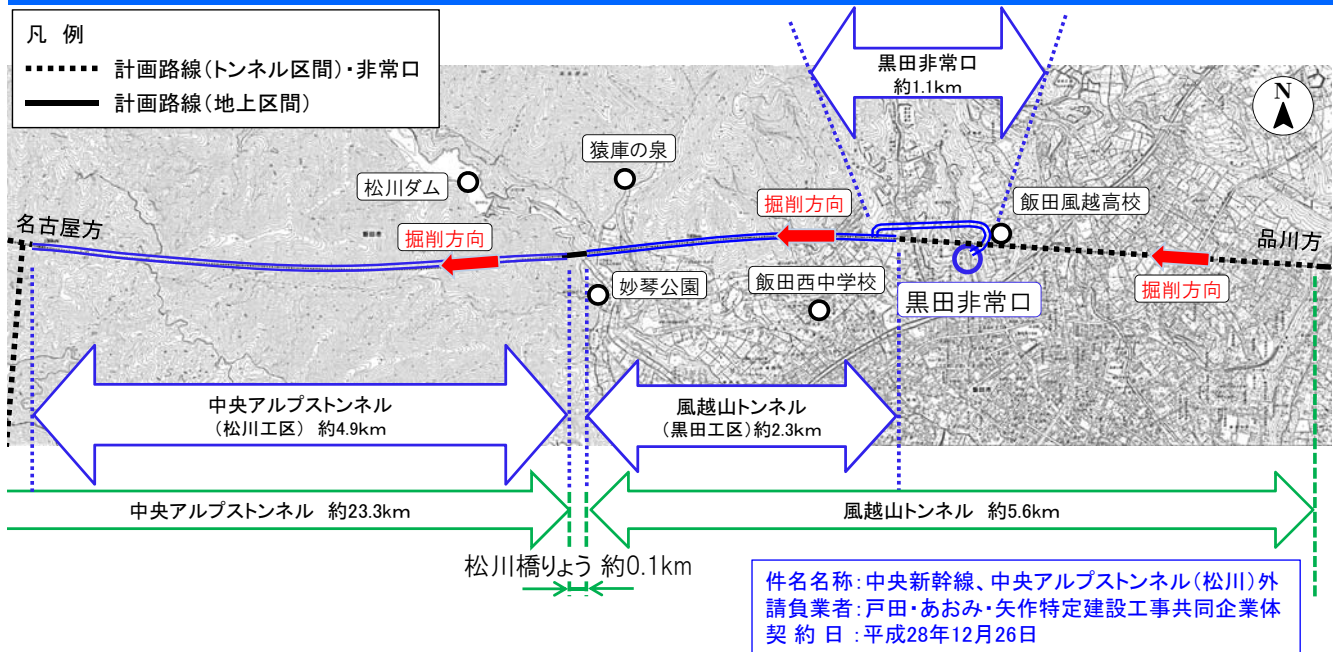 凡 例
計画路線(トンネル区間)・非常口
計画路線(地上区間)
黒田非常口
約1.1km
N
猿庫の泉
松川ダム
飯田風越高校
掘削方向
名古屋方
掘削方向
品川方
妙琴公園
飯田西中学校
黒田非常口
掘削方向
中央アルプストンネル
(松川工区) 約4.9km
風越山トンネル
(黒田工区)約2.3km
中央アルプストンネル 約23.3km
風越山トンネル 約5.6km
松川橋りょう 約0.1km
件名名称:中央新幹線、中央アルプストンネル(松川)外
請負業者:戸田・あおみ・矢作特定建設工事共同企業体
契 約 日 :平成28年12月26日